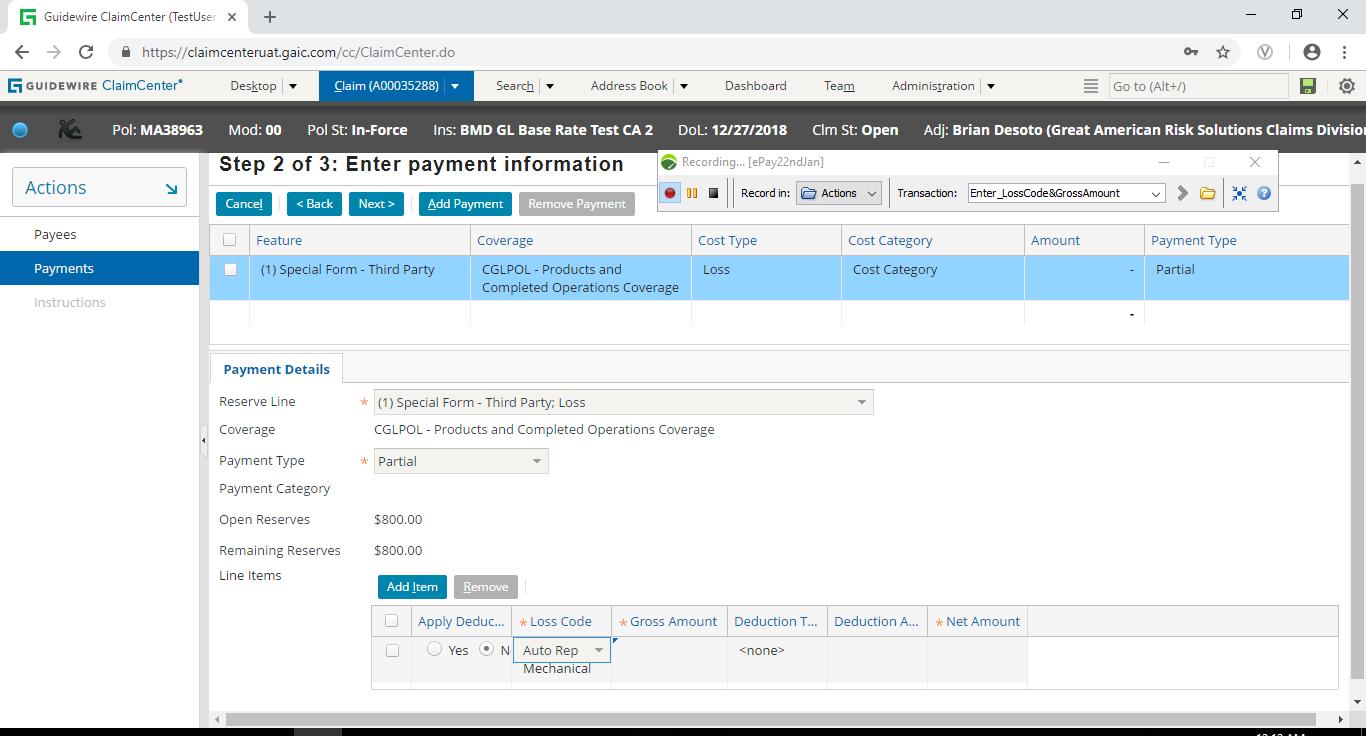 Guidewire ClaimCenter (TestUser
https://claimcenteruat.gaic.com/cc/ClaimCenter.do
GUIDEWIRE ClaimCenter Desktop Claim (A00035288) Search Address Book Dashboard Team Administration Go to (Alt+/)
Pol: MA38963 Mod: 00 Pol St: In-Force Ins: BMD GL Base Rate Test CA 2 DoL: 12/27/2018 Clm St: Open Adj: Brian Desoto (Great American Risk Solutions Claims Divisio
Actions
Payees
Payments
Instructions
Step 2 of 3: Enter payment information
Recording... [ePay22ndJan]
Record in: Actions Transaction: Enter_LossCode&GrossAmount
Cancel < Back Next > Add Payment Remove Payment
Feature Coverage Cost Type Cost Category Amount Payment Type
(1) Special Form - Third Party CGLPOL - Products and Loss Cost Category - Partial
Completed Operations Coverage
-
Payment Details
Reserve Line * (1) Special Form - Third Party; Loss
Coverage CGLPOL - Products and Completed Operations Coverage
Payment Type * Partial
Payment Category
Open Reserves $800.00
Remaining Reserves $800.00
Line Items
Add Item Remove
Apply Deduc... * Loss Code * Gross Amount Deduction T... Deduction A... * Net Amount
Yes N Auto Rep <none>
Mechanical